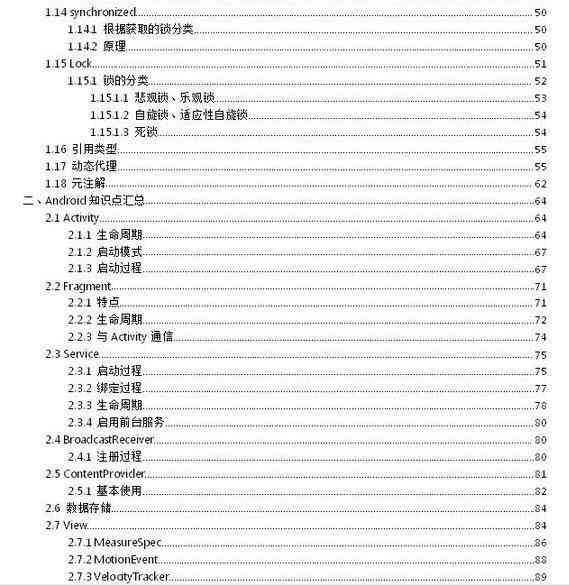 1.14 synchronized 50
1.14.1 根据获取的锁分类 50
1.14.2 原理 50
1.15 Lock 51
1.15.1 锁的分类 52
1.15.1.1 悲观锁、乐观锁 53
1.15.1.2 自旋锁、适应性自旋锁 54
1.15.1.3 死锁 54
1.16 引用类型 55
1.17 动态代理 55
1.18 元注解 62
二、Android 知识点汇总 64
2.1 Activity 64
2.1.1 生命周期 64
2.1.2 启动模式 67
2.1.3 启动过程 67
2.2 Fragment 71
2.2.1 特点 71
2.2.2 生命周期 72
2.2.3 与 Activity 通信 74
2.3 Service 75
2.3.1 启动过程 75
2.3.2 绑定过程 77
2.3.3 生命周期 78
2.3.4 启用前台服务 80
2.4 BroadcastReceiver 80
2.4.1 注册过程 80
2.5 ContentProvider 81
2.5.1 基本使用 82
2.6 数据存储 84
2.7 View 84
2.7.1 MeasureSpec 86
2.7.2 MotionEvent 88
2.7.3 VelocityTracker 89